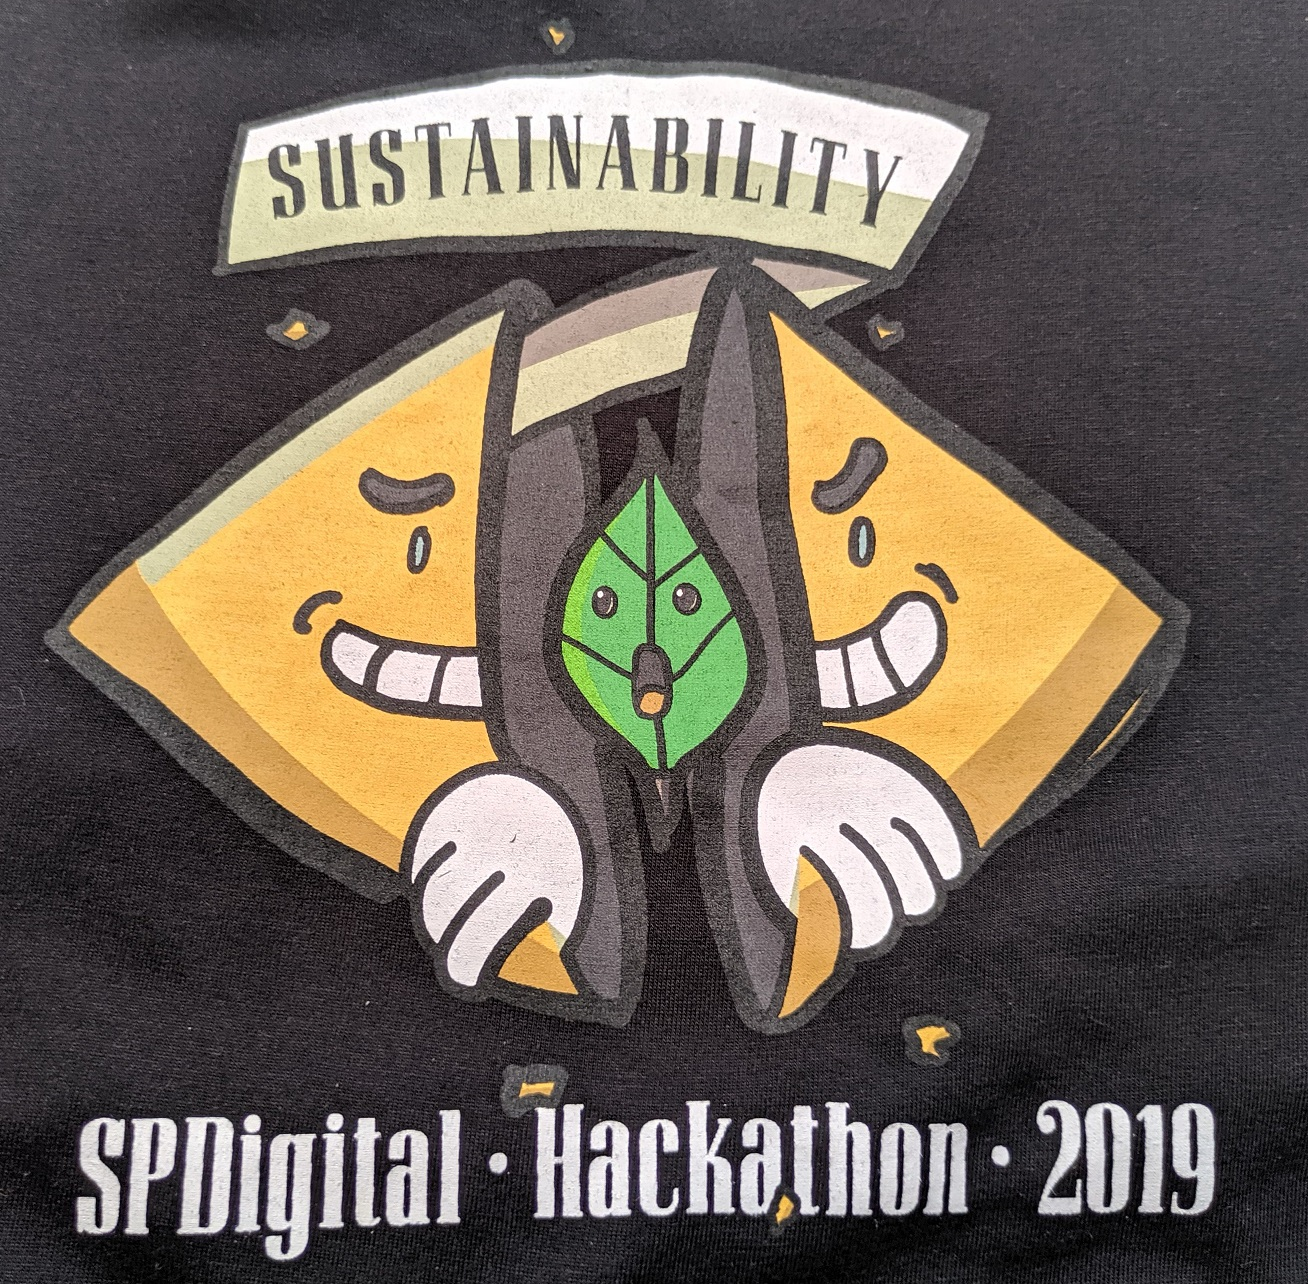 SUSTAINABILITY
SPDigital · Hackathon · 2019